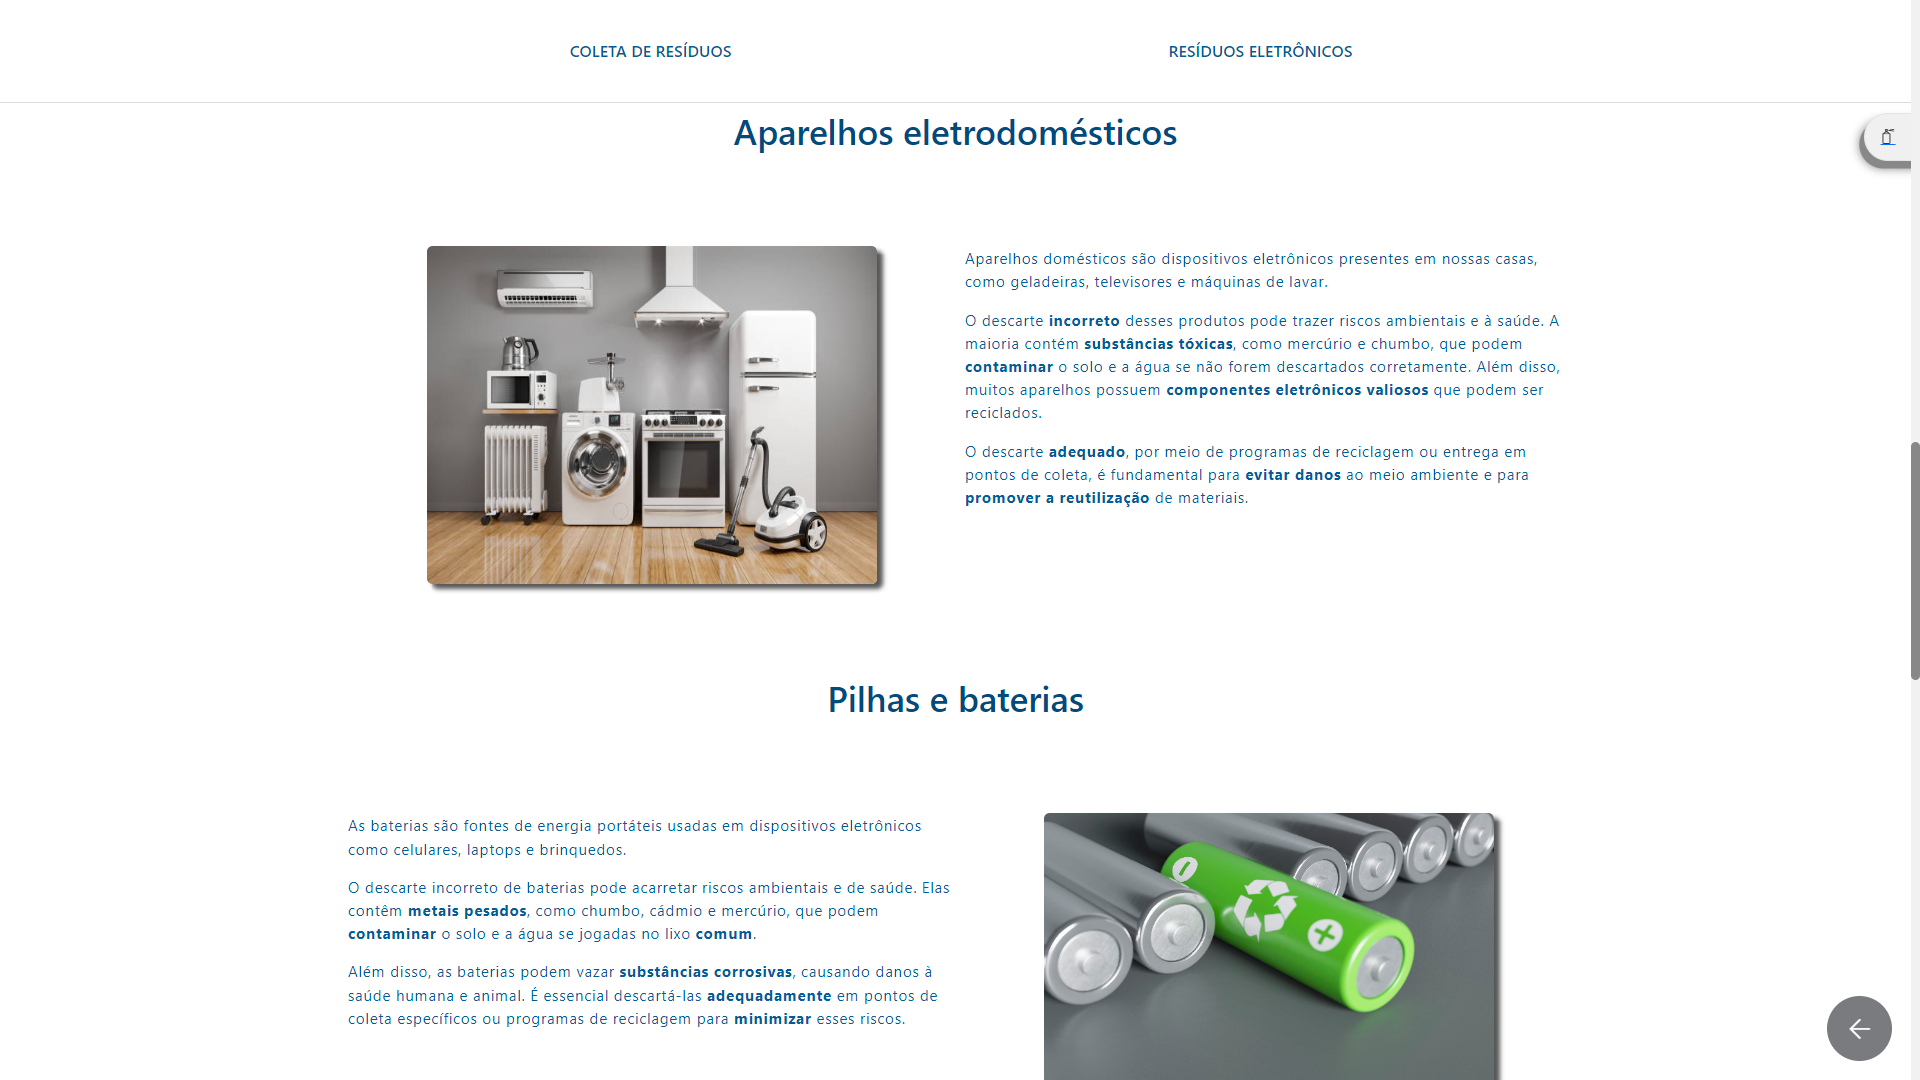 COLETA DE RESÍDUOS
RESÍDUOS ELETRÔNICOS
Aparelhos eletrodomésticos
Aparelhos domésticos são dispositivos eletrônicos presentes em nossas casas,
como geladeiras, televisores e máquinas de lavar.
O descarte incorreto desses produtos pode trazer riscos ambientais e à saúde. A
maioria contém substâncias tóxicas, como mercúrio e chumbo, que podem
contaminar o solo e a água se não forem descartados corretamente. Além disso,
muitos aparelhos possuem componentes eletrônicos valiosos que podem ser
reciclados.
O descarte adequado, por meio de programas de reciclagem ou entrega em
pontos de coleta, é fundamental para evitar danos ao meio ambiente e para
promover a reutilização de materiais.
Pilhas e baterias
As baterias são fontes de energia portáteis usadas em dispositivos eletrônicos
como celulares, laptops e brinquedos.
O descarte incorreto de baterias pode acarretar riscos ambientais e de saúde. Elas
contêm metais pesados, como chumbo, cádmio e mercúrio, que podem
contaminar o solo e a água se jogadas no lixo comum.
Além disso, as baterias podem vazar substâncias corrosivas, causando danos à
saúde humana e animal. É essencial descartá-las adequadamente em pontos de
coleta específicos ou programas de reciclagem para minimizar esses riscos.